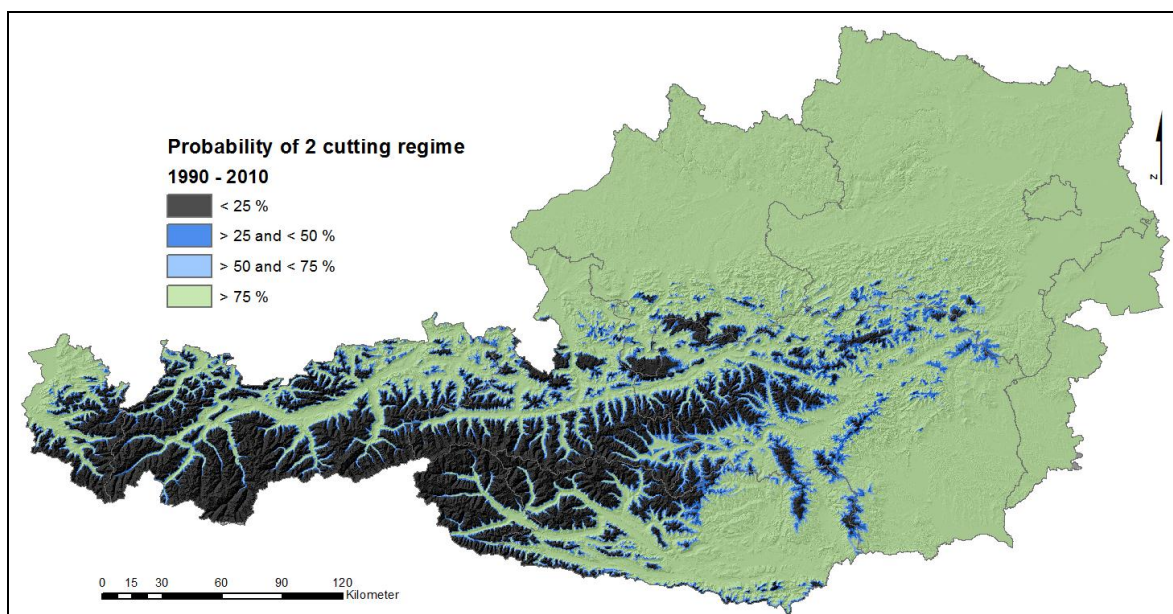 Probability of 2 cutting regime
1990 - 2010
< 25 %
> 25 and < 50 %
> 50 and < 75 %
> 75 %
N
0 15 30 60 90 120
Kilometer